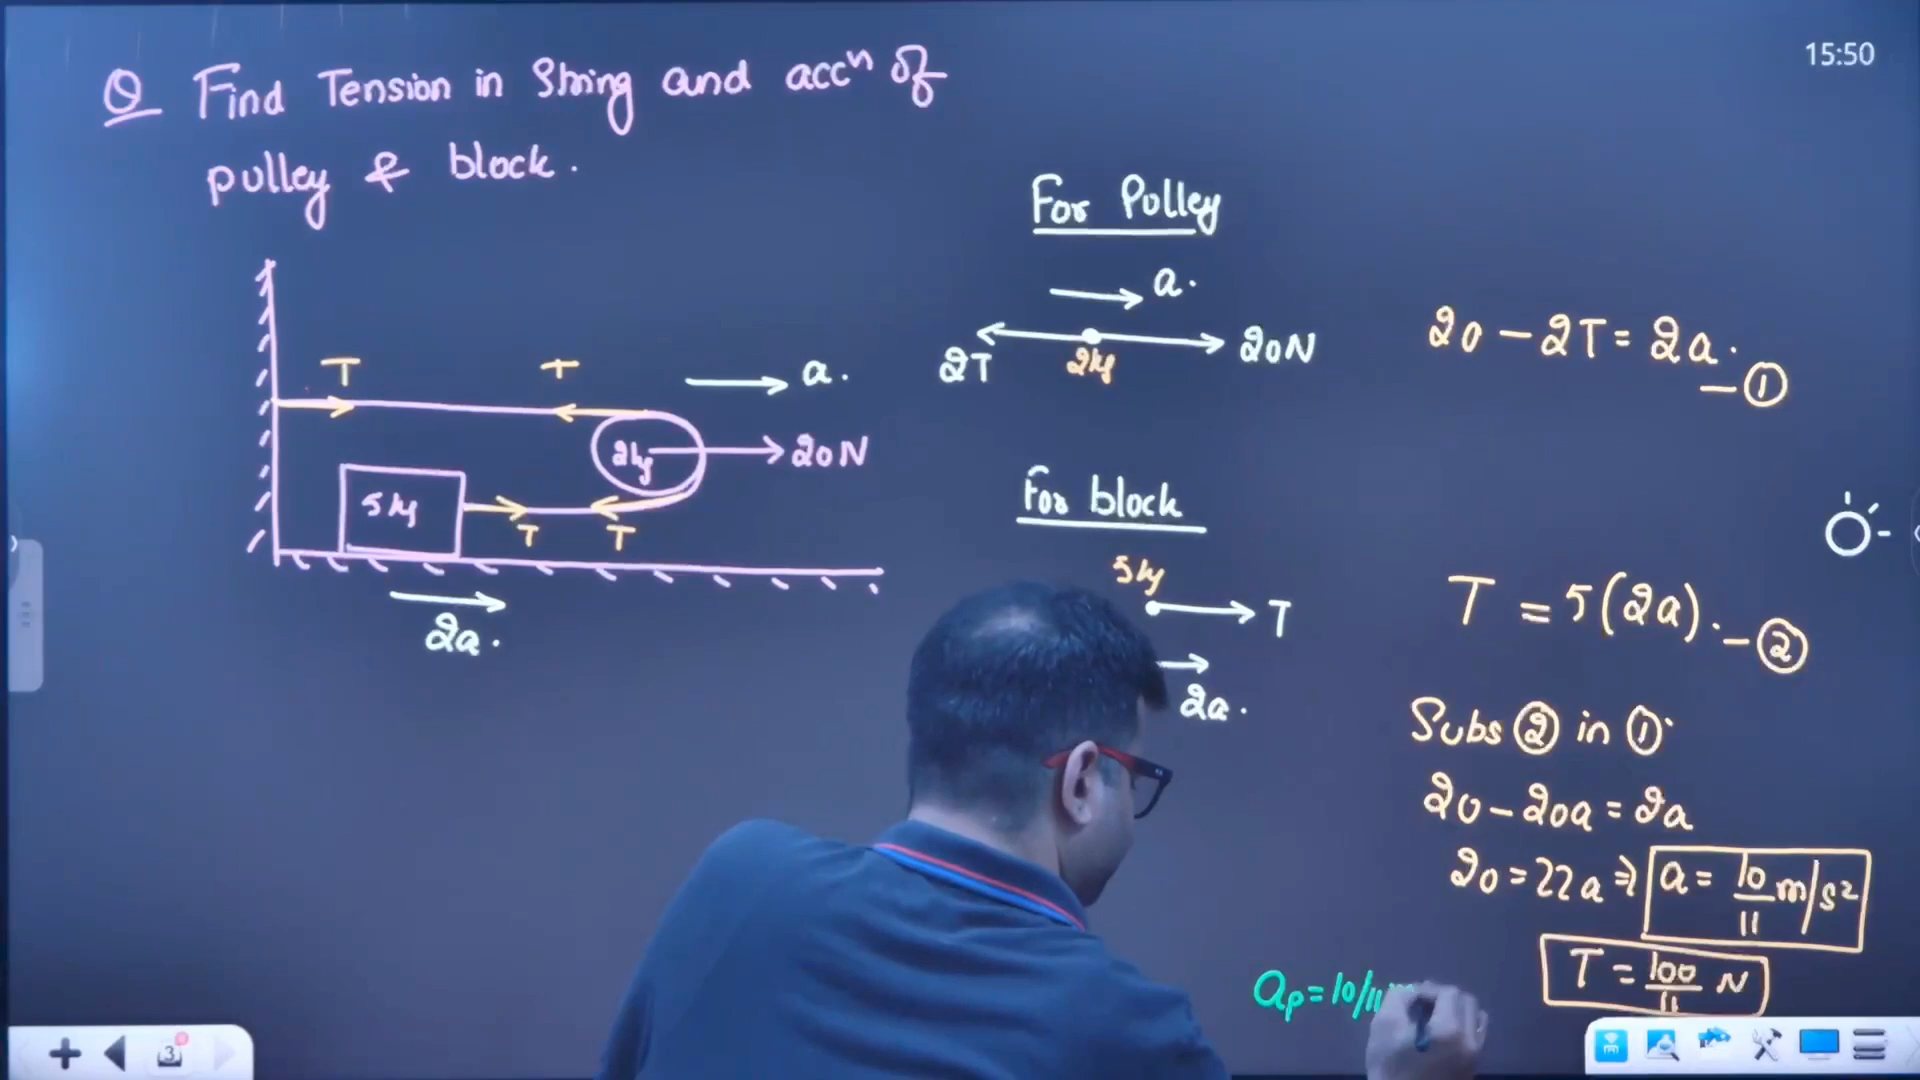 15:50
Q Find Tension in String and accⁿ of
pulley & block.
For Pulley
a.
2T 2kg 20N
20 - 2T = 2a. - ①
T T a.
2kg 20N
5kg
T T
2a.
For block
5kg
T
2a.
T = 5(2a). - ②
Subs ② in ①
20 - 20a = 2a
20 = 22a ⇒ a = 10/11 m/s²
T = 100/11 N
aₚ = 10/11
3